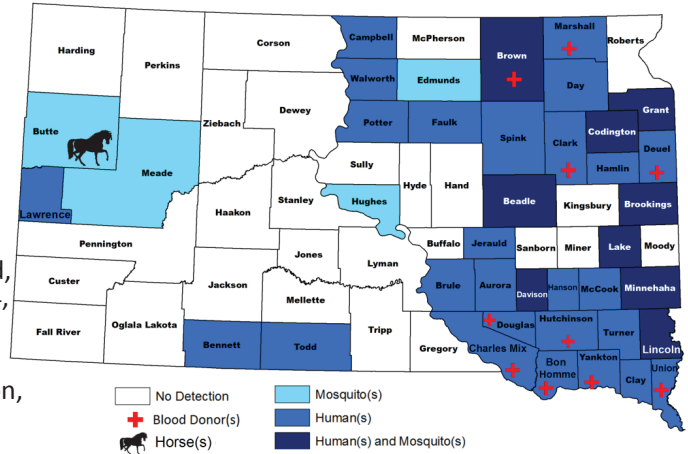 Harding
Perkins
Corson
Campbell
McPherson
Brown
Marshall
Roberts
Walworth
Edmunds
Day
Dewey
Ziebach
Potter
Faulk
Spink
Clark
Codington
Grant
Deuel
Hamlin
Butte
Meade
Sully
Hyde
Hand
Beadle
Kingsbury
Brookings
Lawrence
Haakon
Stanley
Hughes
Pennington
Buffalo
Jerauld
Sanborn
Miner
Lake
Moody
Jones
Lyman
l,
Custer
Jackson
Brule
Aurora
Davison
Hanson
McCook
Minnehaha
,
Mellette
Fall River
Oglala Lakota
Tripp
Gregory
Douglas
Hutchinson
Turner
Lincoln
Bennett
Todd
Charles Mix
Bon
Homme
Yankton
Clay
Union
on,
No Detection
Mosquito(s)
Blood Donor(s)
Human(s)
Horse(s)
Human(s) and Mosquito(s)